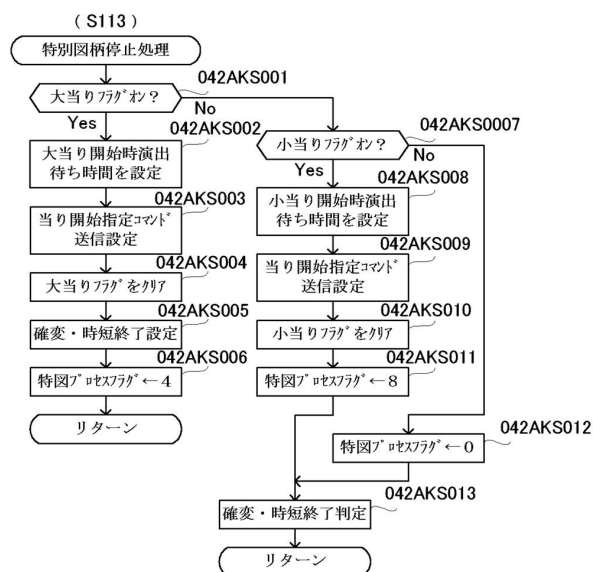 (S113)
特別図柄停止処理
大当りﾌﾗｸﾞｵﾝ?
042AKS001
No
Yes
042AKS002
大当り開始時演出
待ち時間を設定
042AKS003
当り開始指定ｺﾏﾝﾄﾞ
送信設定
042AKS004
大当りﾌﾗｸﾞをｸﾘｱ
042AKS005
確変・時短終了設定
042AKS006
特図ﾌﾟﾛｾｽﾌﾗｸﾞ←4
リターン
042AKS0007
小当りﾌﾗｸﾞｵﾝ?
No
Yes
042AKS008
小当り開始時演出
待ち時間を設定
042AKS009
当り開始指定ｺﾏﾝﾄﾞ
送信設定
042AKS010
小当りﾌﾗｸﾞをｸﾘｱ
042AKS011
特図ﾌﾟﾛｾｽﾌﾗｸﾞ←8
042AKS012
特図ﾌﾟﾛｾｽﾌﾗｸﾞ←0
042AKS013
確変・時短終了判定
リターン